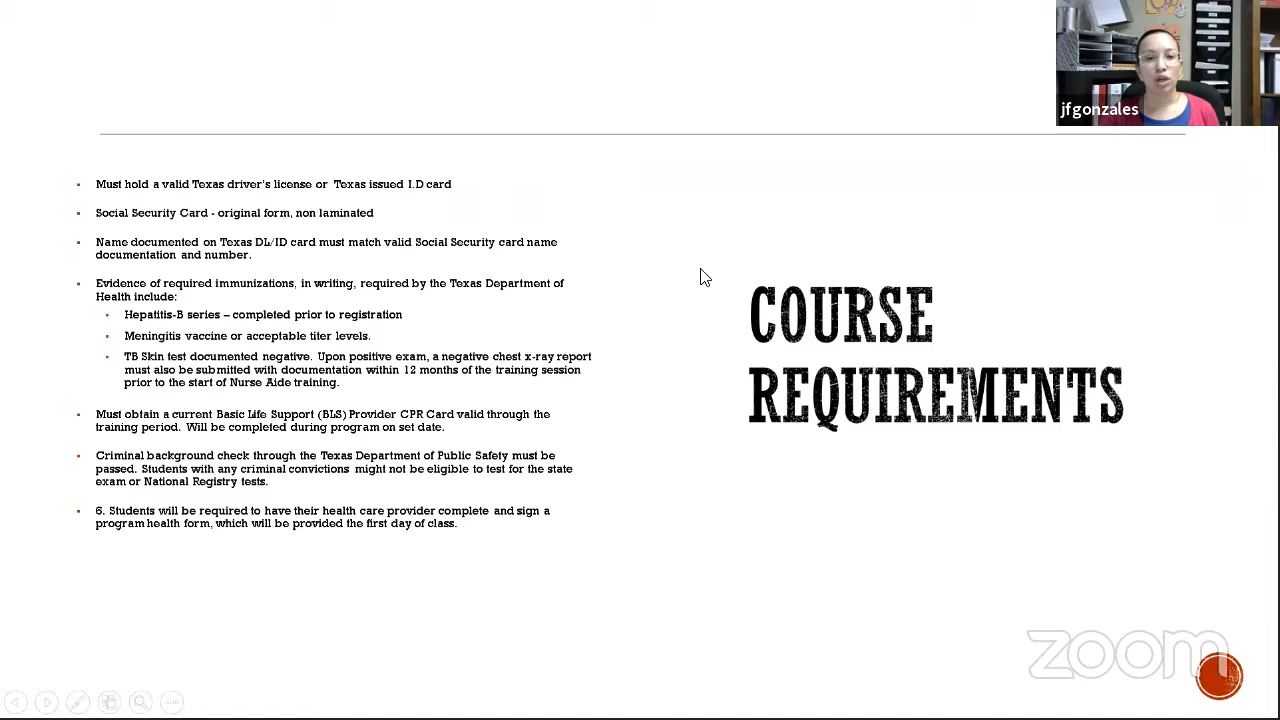 jfgonzales
Must hold a valid Texas driver's license or Texas issued I.D card
Social Security Card - original form, non laminated
Name documented on Texas DL/ID card must match valid Social Security card name
documentation and number.
Evidence of required immunizations, in writing, required by the Texas Department of
Health include:
Hepatitis-B series – completed prior to registration
Meningitis vaccine or acceptable titer levels.
TB Skin test documented negative. Upon positive exam, a negative chest x-ray report
must also be submitted with documentation within 12 months of the training session
prior to the start of Nurse Aide training.
Must obtain a current Basic Life Support (BLS) Provider CPR Card valid through the
training period. Will be completed during program on set date.
Criminal background check through the Texas Department of Public Safety must be
passed. Students with any criminal convictions might not be eligible to test for the state
exam or National Registry tests.
6. Students will be required to have their health care provider complete and sign a
program health form, which will be provided the first day of class.
COURSE
REQUIREMENTS
zoom